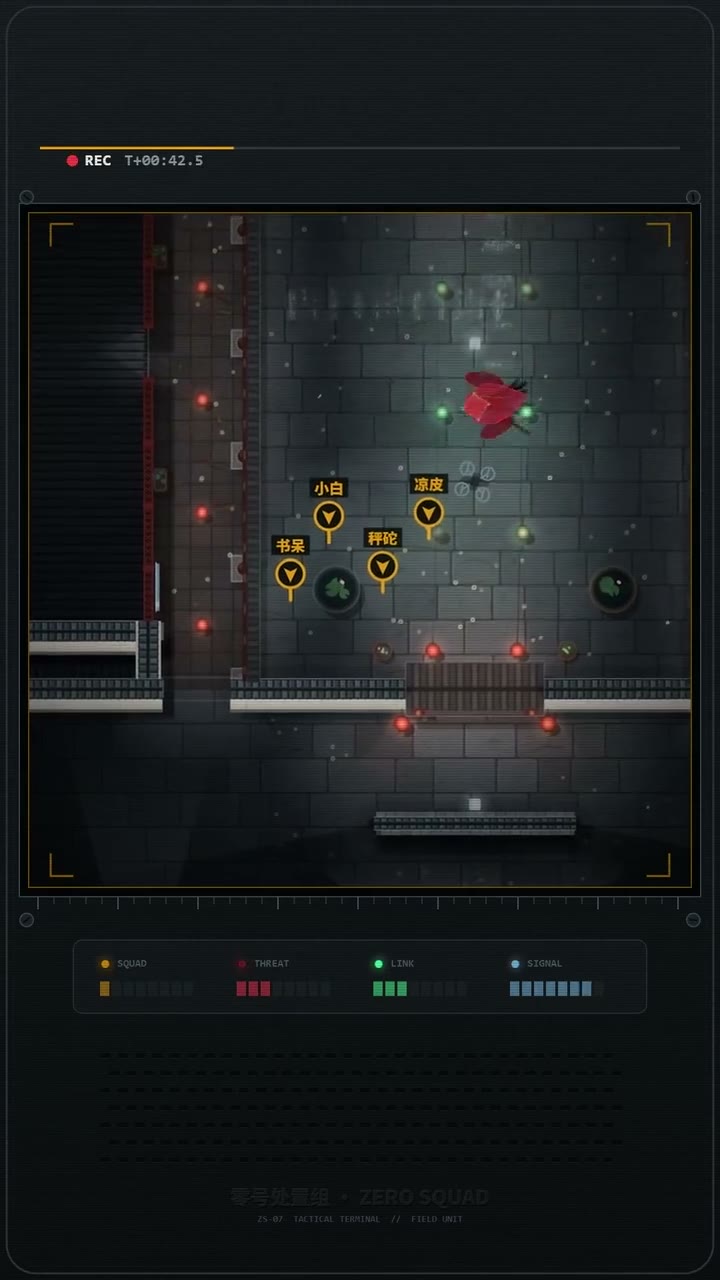 REC T+00:42.5
小白
凉皮
书呆
秤砣
SQUAD
THREAT
LINK
SIGNAL
零号处置组 · ZERO SQUAD
ZS-07 TACTICAL TERMINAL // FIELD UNIT